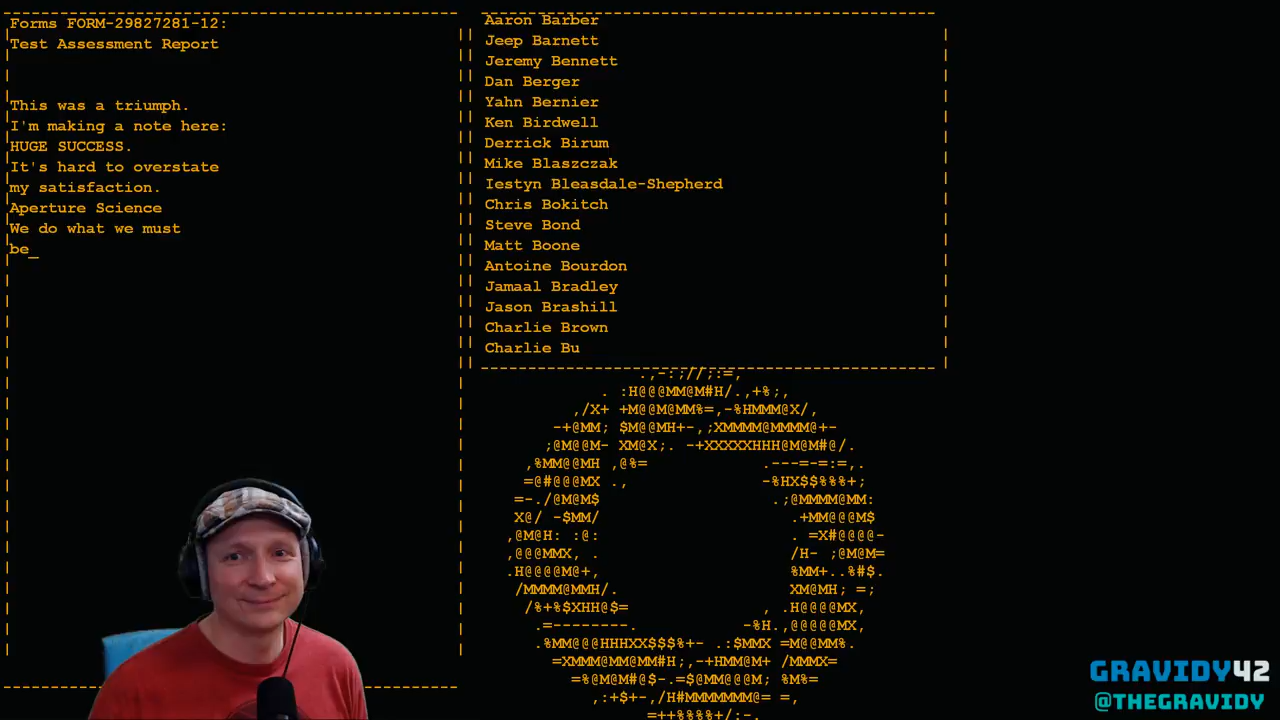 Forms FORM-29827281-12:
Test Assessment Report
This was a triumph.
I'm making a note here:
HUGE SUCCESS.
It's hard to overstate
my satisfaction.
Aperture Science
We do what we must
be_
Aaron Barber
Jeep Barnett
Jeremy Bennett
Dan Berger
Yahn Bernier
Ken Birdwell
Derrick Birum
Mike Blaszczak
Iestyn Bleasdale-Shepherd
Chris Bokitch
Steve Bond
Matt Boone
Antoine Bourdon
Jamaal Bradley
Jason Brashill
Charlie Brown
Charlie Bu
GRAVIDY42
@THEGRAVIDY